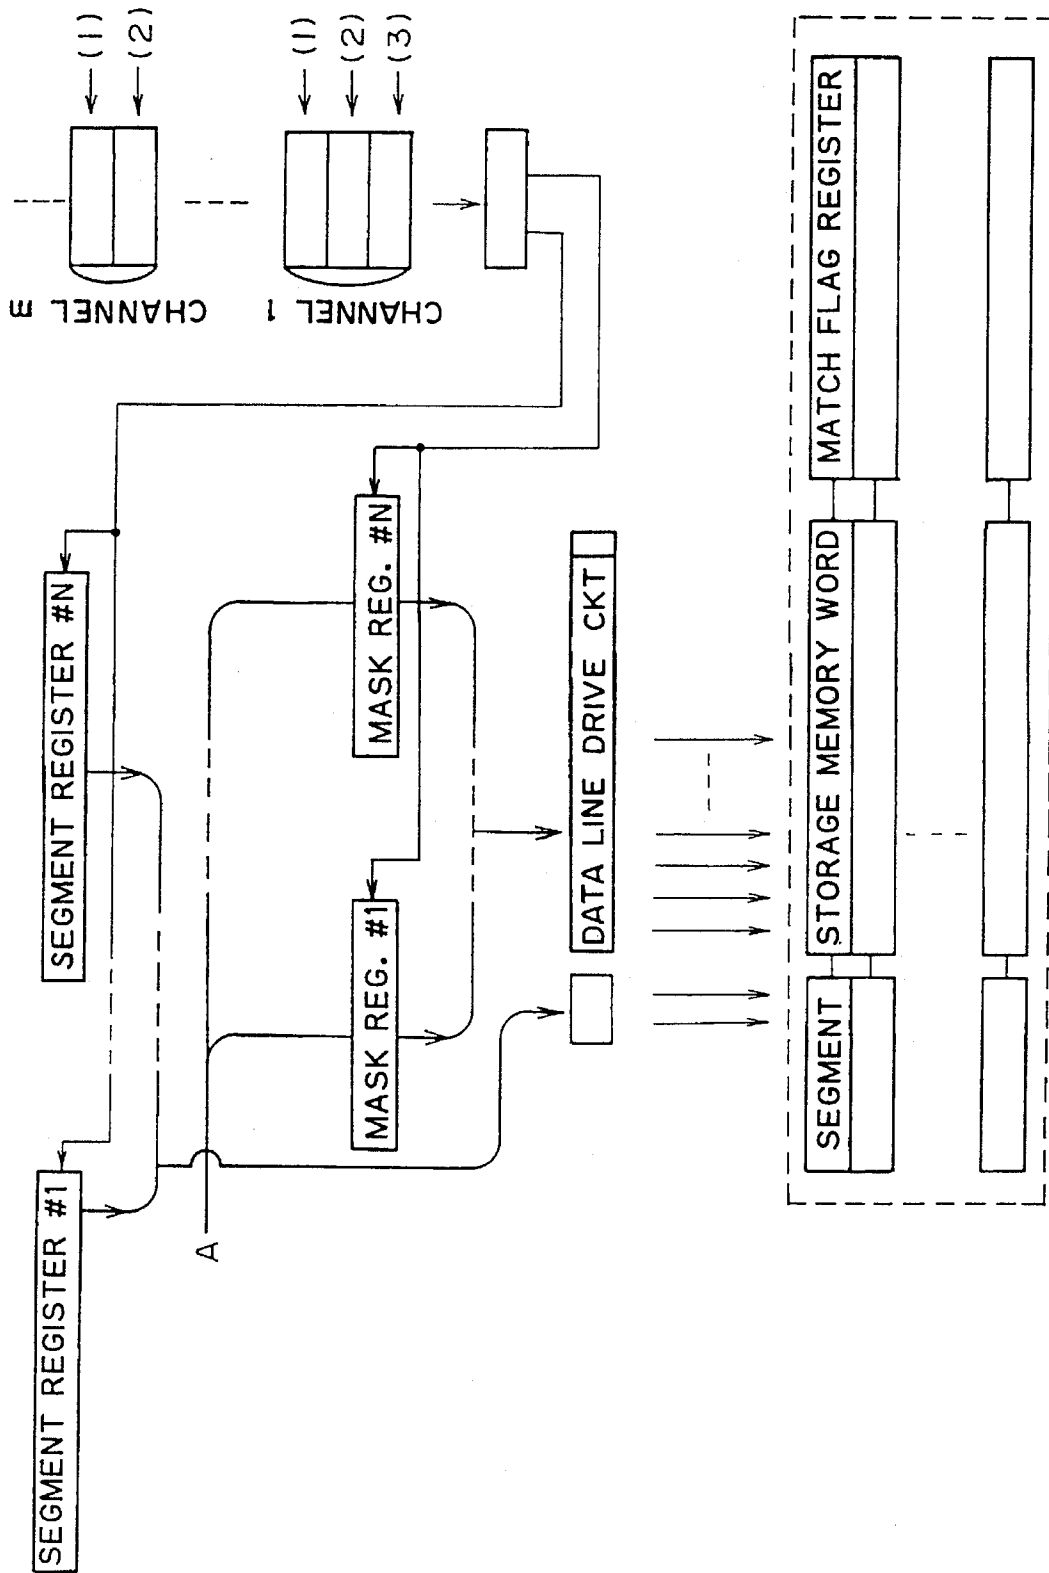 SEGMENT REGISTER #1
SEGMENT REGISTER #N
A
MASK REG. #1
MASK REG. #N
CHANNEL m
(1)
(2)
CHANNEL 1
(1)
(2)
(3)
DATA LINE DRIVE CKT
SEGMENT
STORAGE MEMORY WORD
MATCH FLAG REGISTER